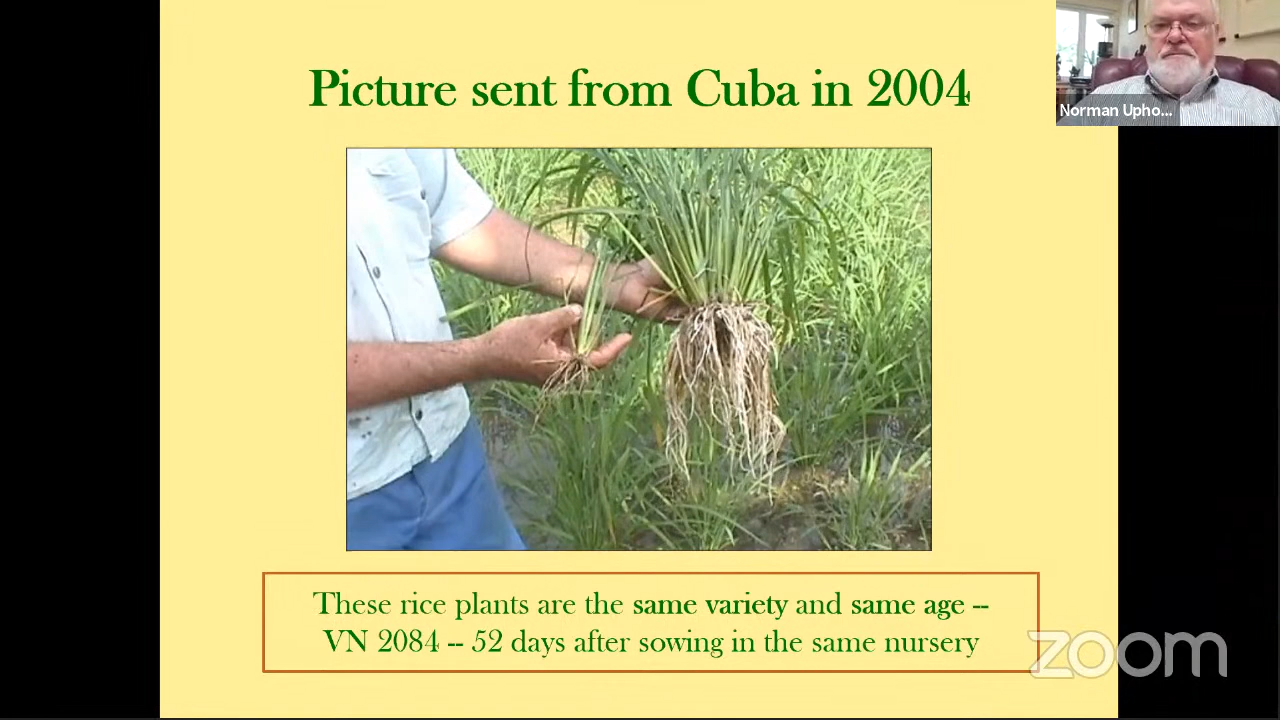 Picture sent from Cuba in 2004
Norman Upho...
These rice plants are the same variety and same age --
VN 2084 -- 52 days after sowing in the same nursery
zoom